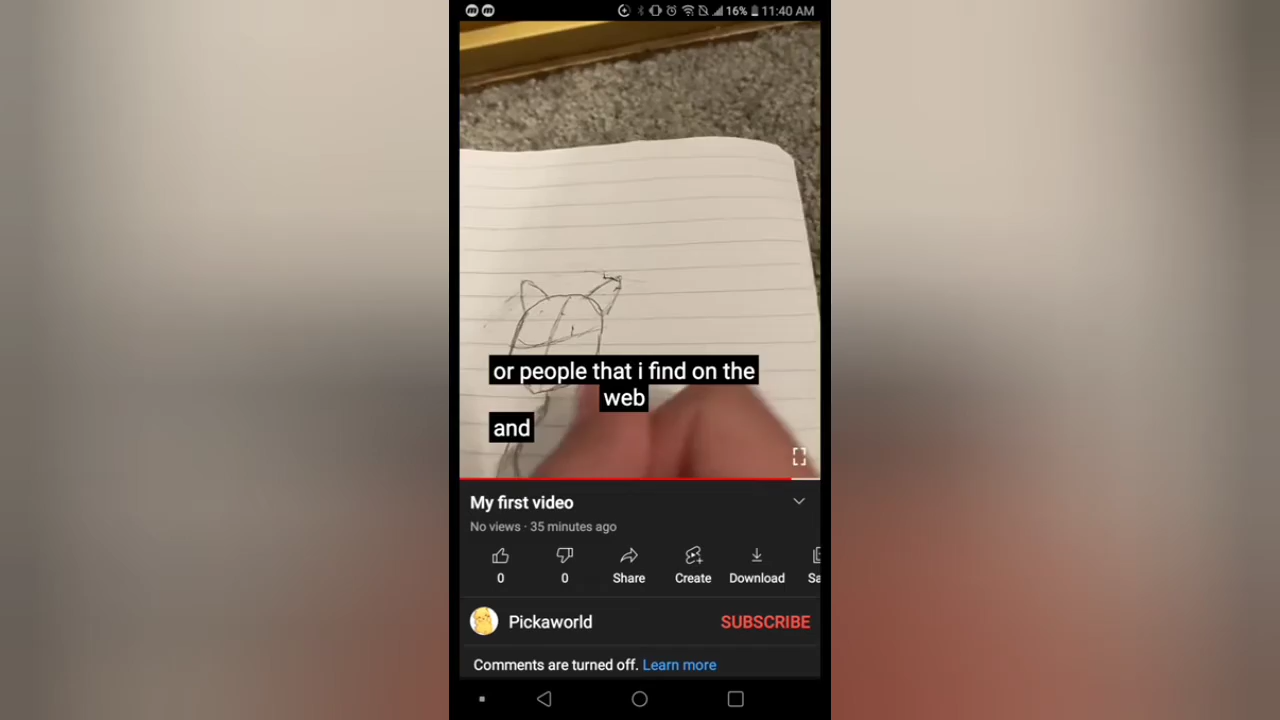 16% 11:40 AM
or people that i find on the
web
and
My first video
No views · 35 minutes ago
0
0
Share
Create
Download
Sa
Pickaworld
SUBSCRIBE
Comments are turned off. Learn more